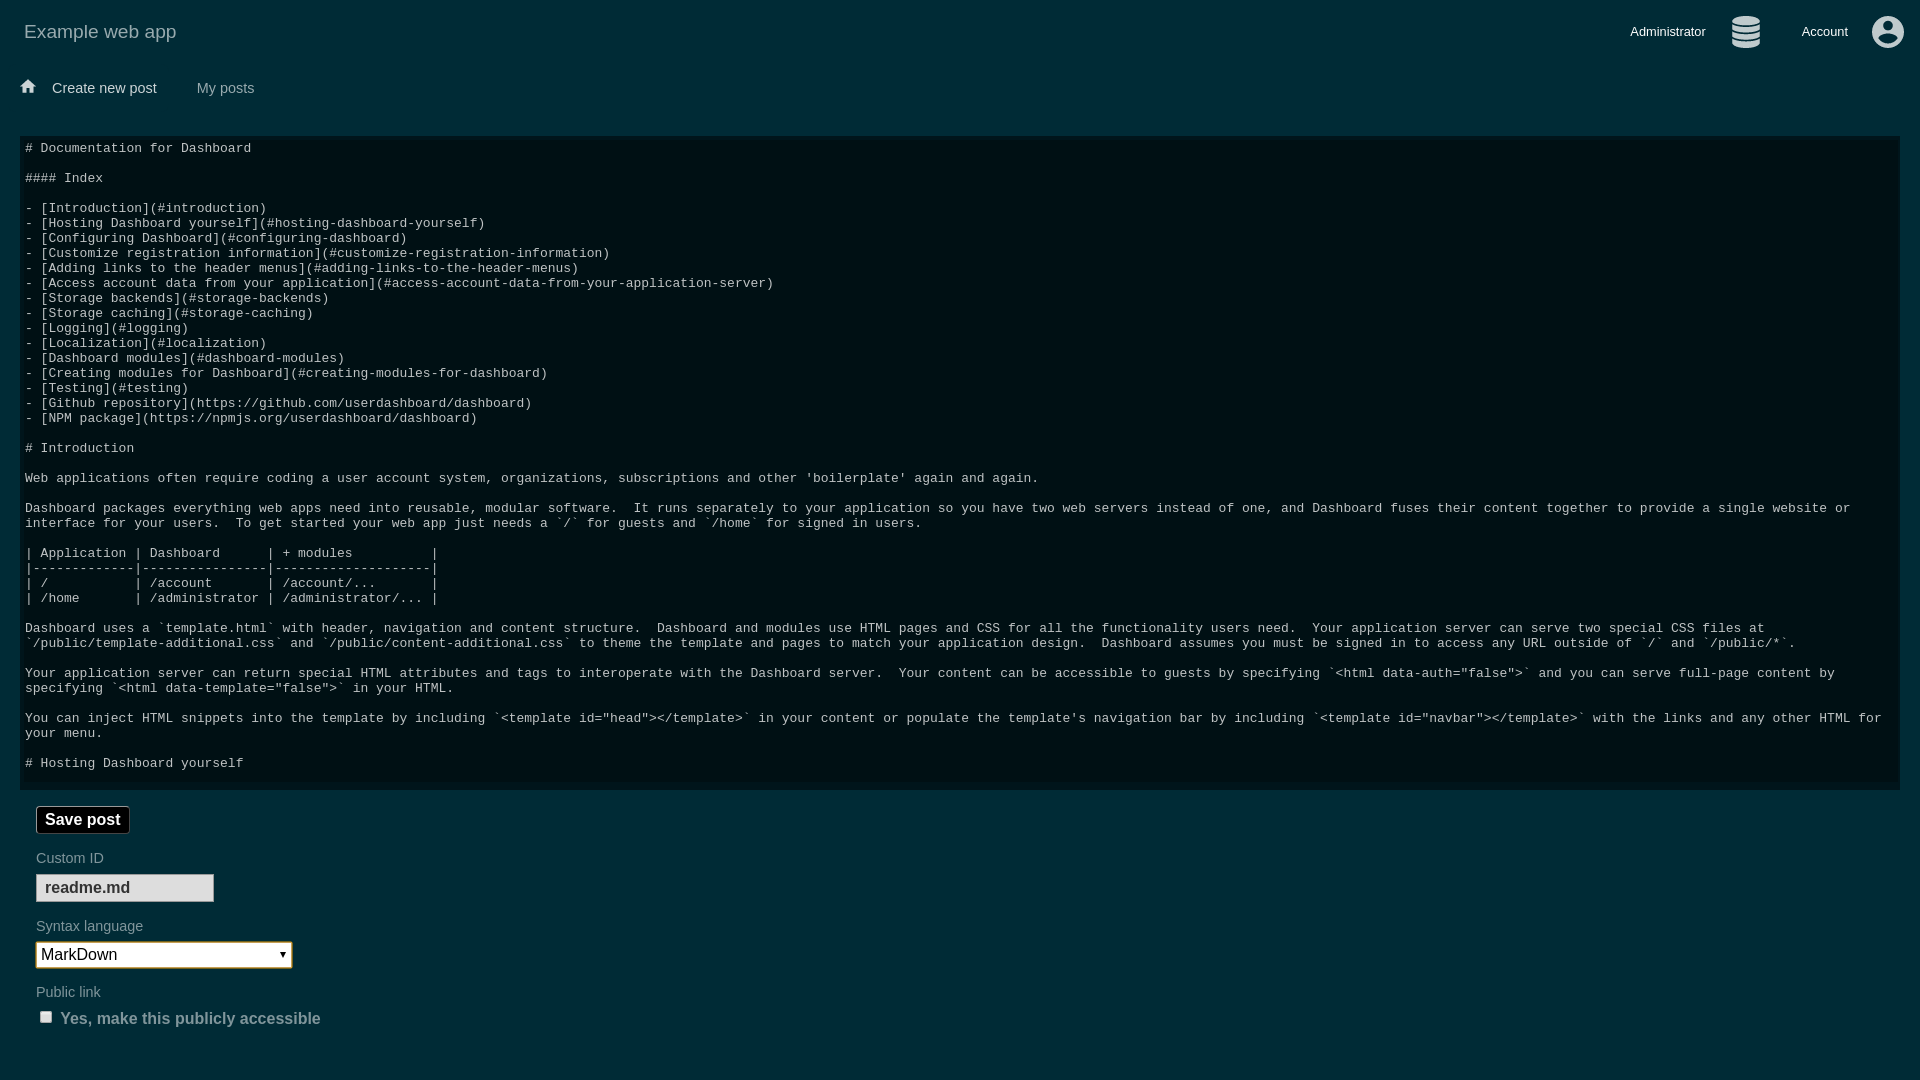 Example web app
Administrator
Account
Create new post
My posts
# Documentation for Dashboard
#### Index
- [Introduction](#introduction)
- [Hosting Dashboard yourself](#hosting-dashboard-yourself)
- [Configuring Dashboard](#configuring-dashboard)
- [Customize registration information](#customize-registration-information)
- [Adding links to the header menus](#adding-links-to-the-header-menus)
- [Access account data from your application](#access-account-data-from-your-application-server)
- [Storage backends](#storage-backends)
- [Storage caching](#storage-caching)
- [Logging](#logging)
- [Localization](#localization)
- [Dashboard modules](#dashboard-modules)
- [Creating modules for Dashboard](#creating-modules-for-dashboard)
- [Testing](#testing)
- [Github repository](https://github.com/userdashboard/dashboard)
- [NPM package](https://npmjs.org/userdashboard/dashboard)
# Introduction
Web applications often require coding a user account system, organizations, subscriptions and other 'boilerplate' again and again.
Dashboard packages everything web apps need into reusable, modular software.  It runs separately to your application so you have two web servers instead of one, and Dashboard fuses their content together to provide a single website or
interface for your users.  To get started your web app just needs a `/` for guests and `/home` for signed in users.
| Application | Dashboard      | + modules          |
|-------------|----------------|--------------------|
| /           | /account       | /account/...       |
| /home       | /administrator | /administrator/... |
Dashboard uses a `template.html` with header, navigation and content structure.  Dashboard and modules use HTML pages and CSS for all the functionality users need.  Your application server can serve two special CSS files at
`/public/template-additional.css` and `/public/content-additional.css` to theme the template and pages to match your application design.  Dashboard assumes you must be signed in to access any URL outside of `/` and `/public/*`.
Your application server can return special HTML attributes and tags to interoperate with the Dashboard server.  Your content can be accessible to guests by specifying `<html data-auth="false">` and you can serve full-page content by
specifying `<html data-template="false">` in your HTML.
You can inject HTML snippets into the template by including `<template id="head"></template>` in your content or populate the template's navigation bar by including `<template id="navbar"></template>` with the links and any other HTML for
your menu.
# Hosting Dashboard yourself
Save post
Custom ID
readme.md
Syntax language
MarkDown
Public link
Yes, make this publicly accessible